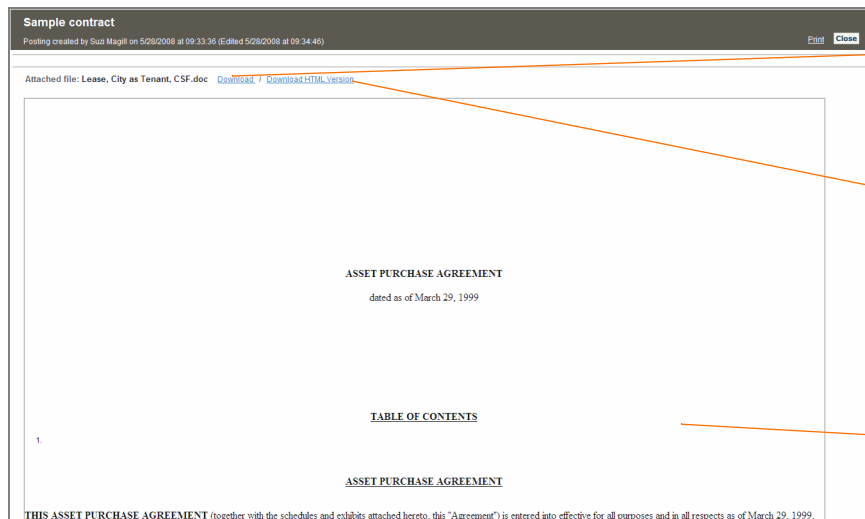 Sample contract
Posting created by Suzi Magill on 5/28/2008 at 09:33:36 (Edited 5/28/2008 at 09:34:46)
Print Close
Attached file: Lease, City as Tenant, CSF.doc Download / Download HTML Version
ASSET PURCHASE AGREEMENT
dated as of March 29, 1999
TABLE OF CONTENTS
1.
ASSET PURCHASE AGREEMENT
THIS ASSET PURCHASE AGREEMENT (together with the schedules and exhibits attached hereto, this "Agreement") is entered into effective for all purposes and in all respects as of March 29, 1999,